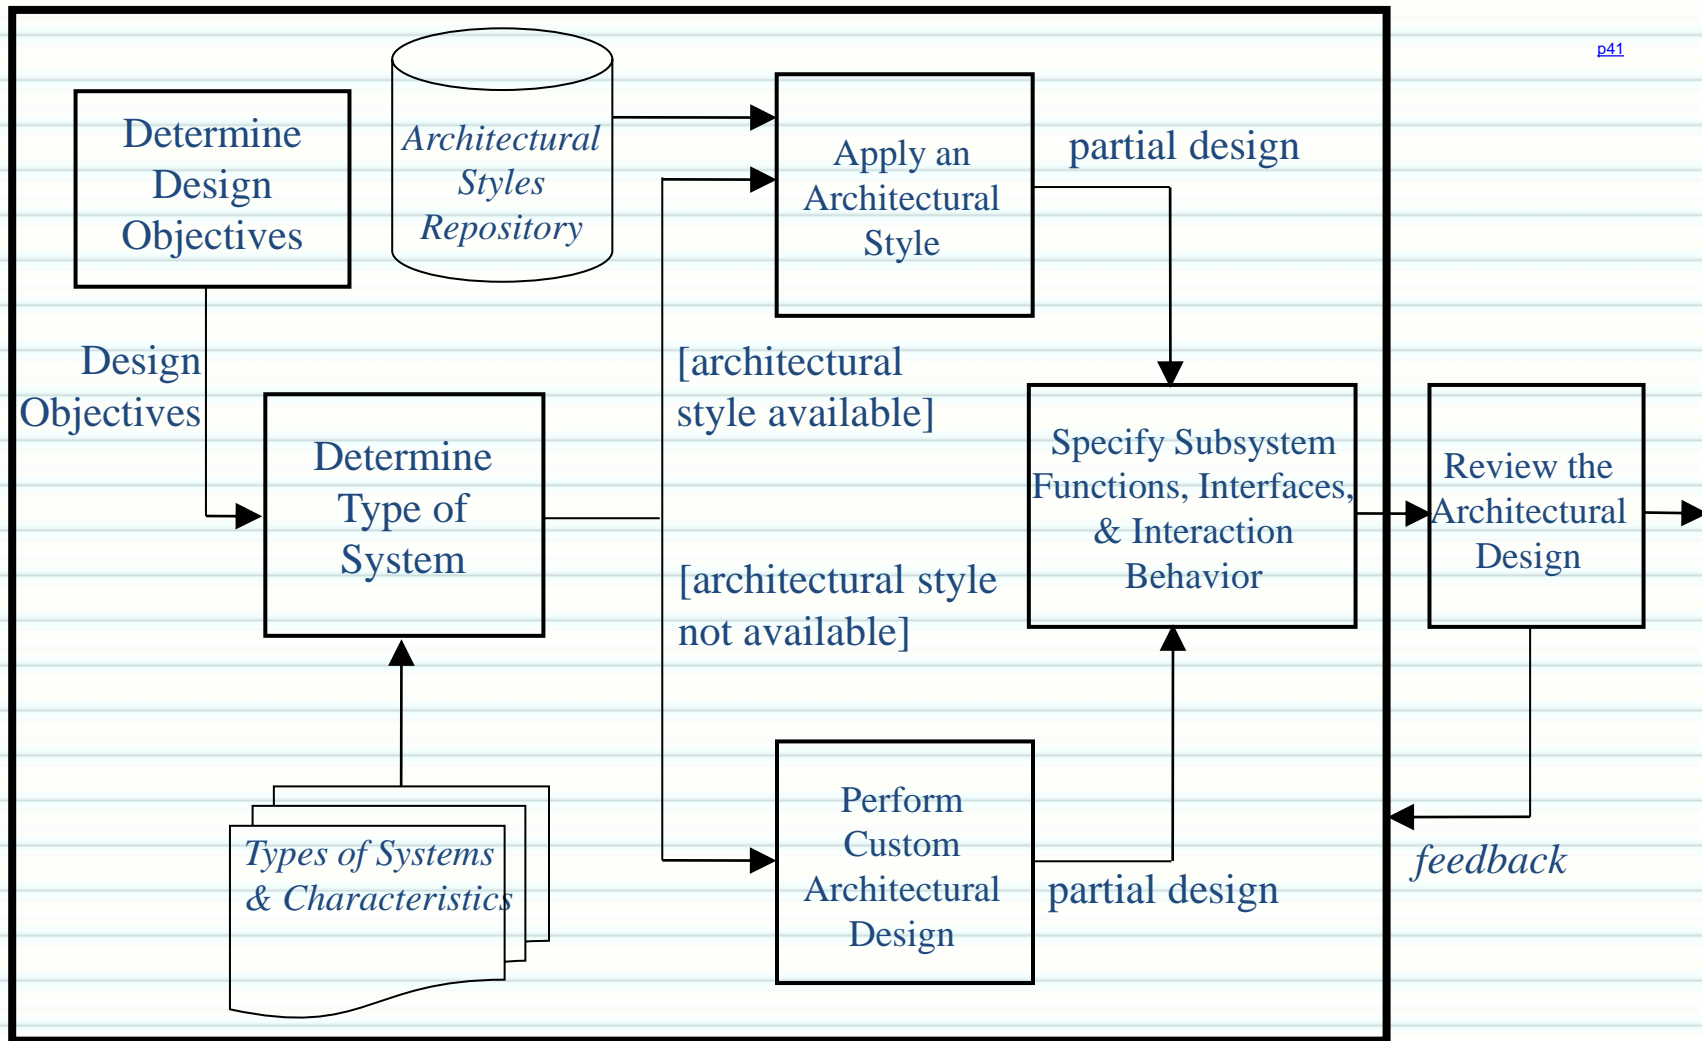 p41
Determine
Design
Objectives
Architectural
Styles
Repository
Apply an
Architectural
Style
partial design
Design
Objectives
[architectural
style available]
Determine
Type of
System
Specify Subsystem
Functions, Interfaces,
& Interaction
Behavior
Review the
Architectural
Design
[architectural style
not available]
Types of Systems
& Characteristics
Perform
Custom
Architectural
Design
partial design
feedback